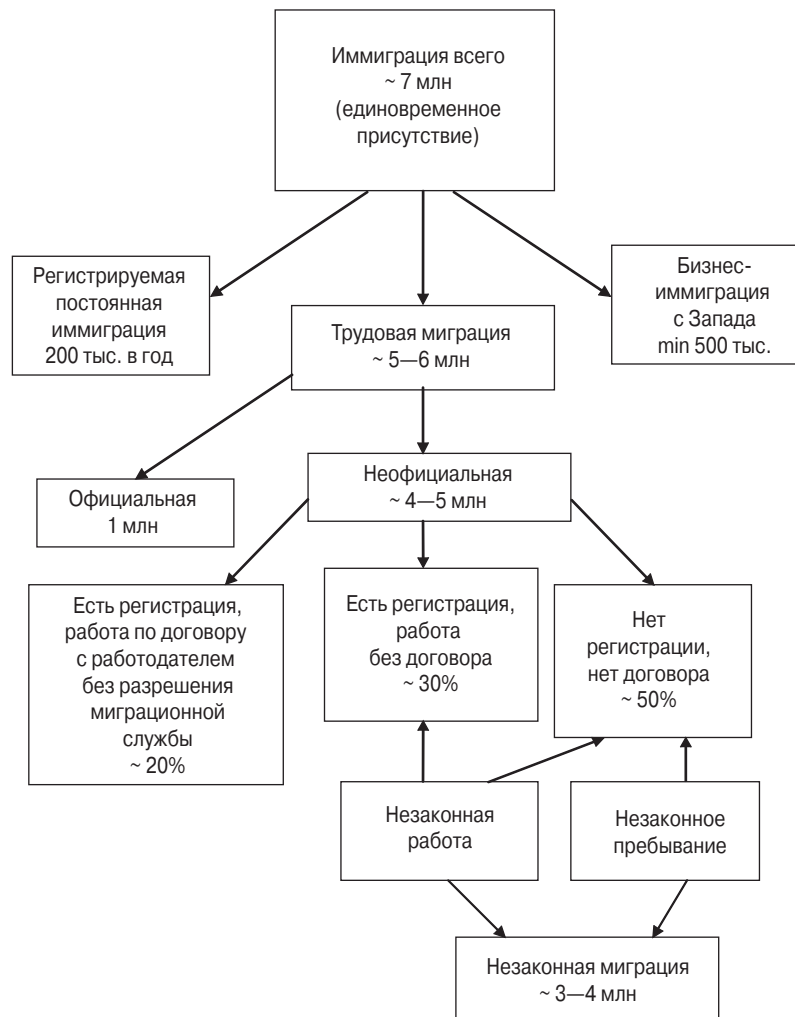 Иммиграция всего
~ 7 млн
(единовременное
присутствие)
Регистрируемая
постоянная
иммиграция
200 тыс. в год
Трудовая миграция
~ 5—6 млн
Бизнес-
иммиграция
с Запада
min 500 тыс.
Официальная
1 млн
Неофициальная
~ 4—5 млн
Есть регистрация,
работа по договору
с работодателем
без разрешения
миграционной
службы
~ 20%
Есть регистрация,
работа
без договора
~ 30%
Нет
регистрации,
нет договора
~ 50%
Незаконная
работа
Незаконное
пребывание
Незаконная миграция
~ 3—4 млн